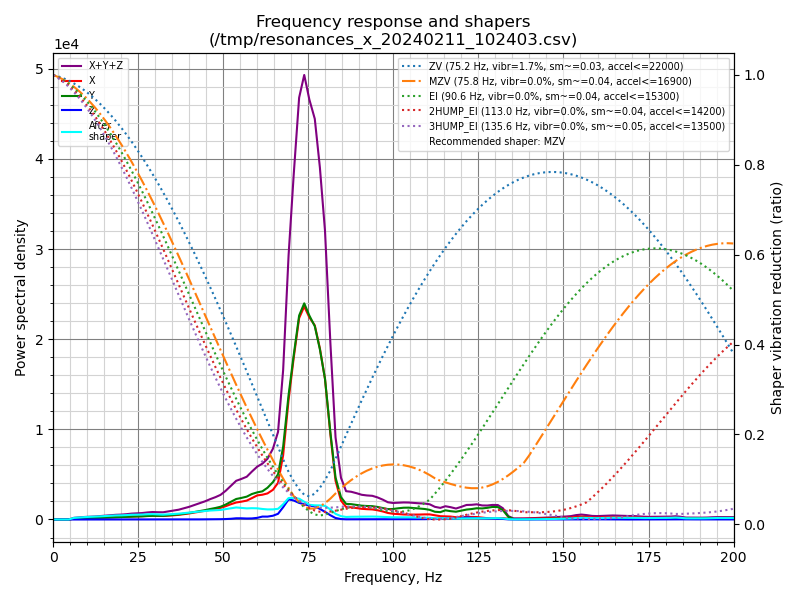 Frequency response and shapers
(/tmp/resonances_x_20240211_102403.csv)
1e4
X+Y+Z
X
Y
After
shaper
ZV (75.2 Hz, vibr=1.7%, sm~=0.03, accel<=22000)
MZV (75.8 Hz, vibr=0.0%, sm~=0.04, accel<=16900)
EI (90.6 Hz, vibr=0.0%, sm~=0.04, accel<=15300)
2HUMP_EI (113.0 Hz, vibr=0.0%, sm~=0.04, accel<=14200)
3HUMP_EI (135.6 Hz, vibr=0.0%, sm~=0.05, accel<=13500)
Recommended shaper: MZV
5
4
3
2
1
0
Power spectral density
1.0
0.8
0.6
0.4
0.2
0.0
Shaper vibration reduction (ratio)
0 25 50 75 100 125 150 175 200
Frequency, Hz